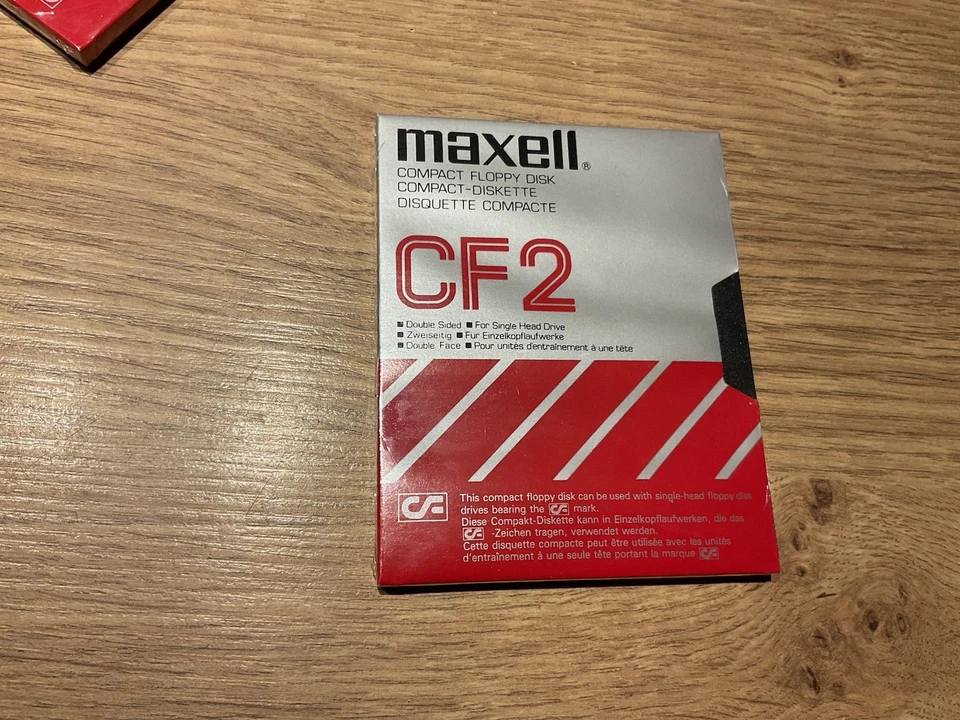 maxell®
COMPACT FLOPPY DISK
COMPACT-DISKETTE
DISQUETTE COMPACTE
CF2
■ Double Sided ■ For Single Head Drive
■ Zweiseitig ■ Für Einzelkopflaufwerke
■ Double Face ■ Pour unités d'entraînement à une tête
This compact floppy disk can be used with single-head floppy disk
drives bearing the CF mark.
Diese Compakt-Diskette kann in Einzelkopflaufwerken, die das
CF -Zeichen tragen, verwendet werden.
Cette disquette compacte peut être utilisée avec les unités
d'entraînement à une seule tête portant la marque CF